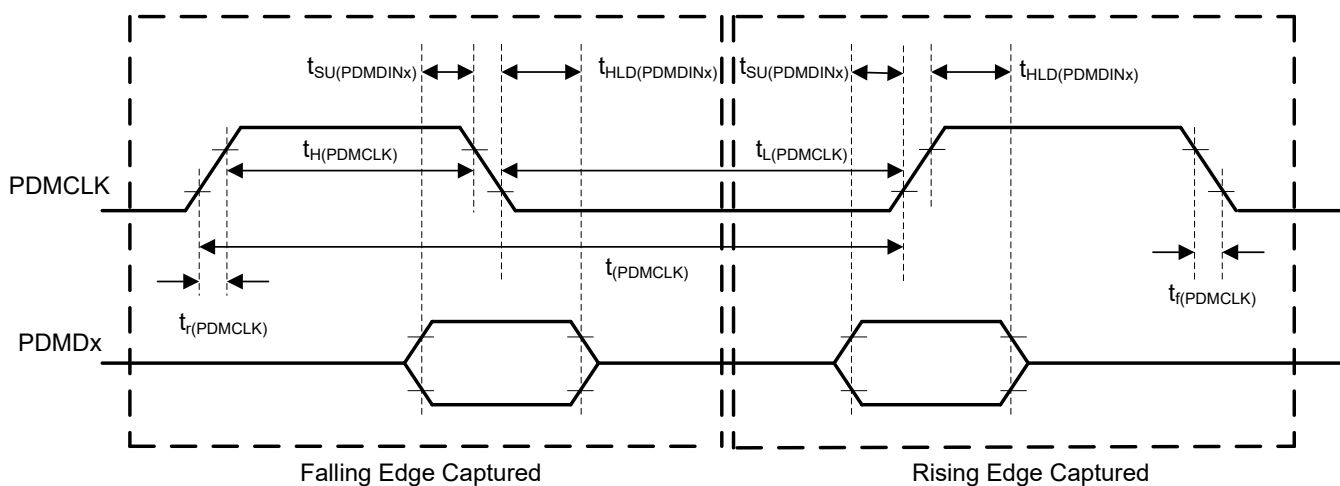 tSU(PDMDINx)
tHLD(PDMDINx)
tSU(PDMDINx)
tHLD(PDMDINx)
tH(PDMCLK)
tL(PDMCLK)
PDMCLK
t(PDMCLK)
tr(PDMCLK)
tf(PDMCLK)
PDMDx
Falling Edge Captured
Rising Edge Captured